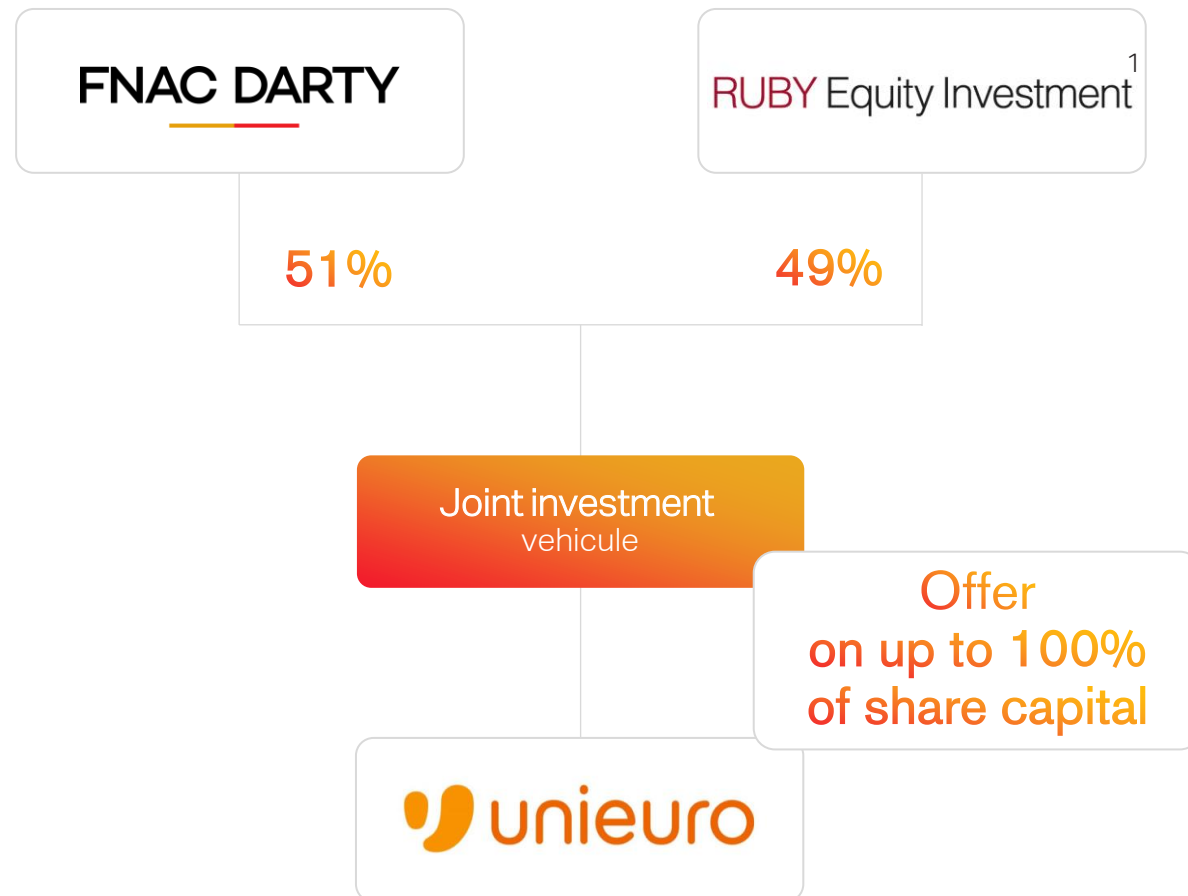 FNAC DARTY
RUBY Equity Investment 1
51%
49%
Joint investment
vehicule
Offer
on up to 100%
of share capital
unieuro